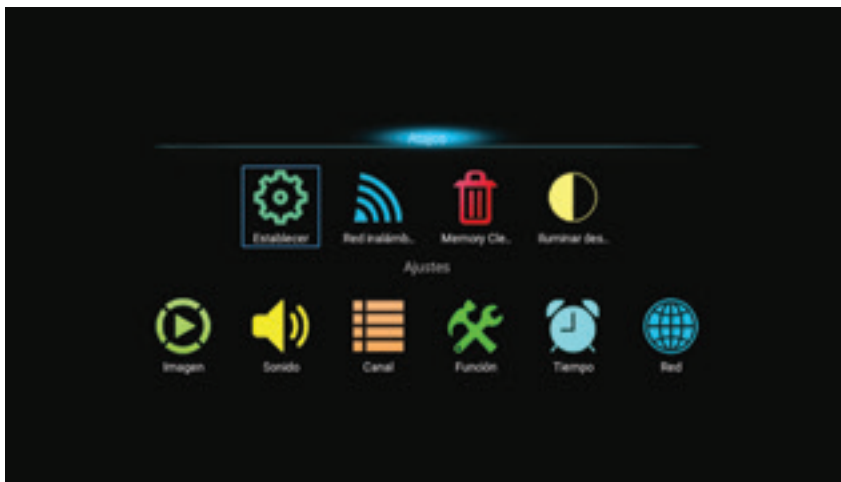 Atajos
Establecer Red inalámb.. Memory Cle.. Iluminar des..
Ajustes
Imagen Sonido Canal Función Tiempo Red